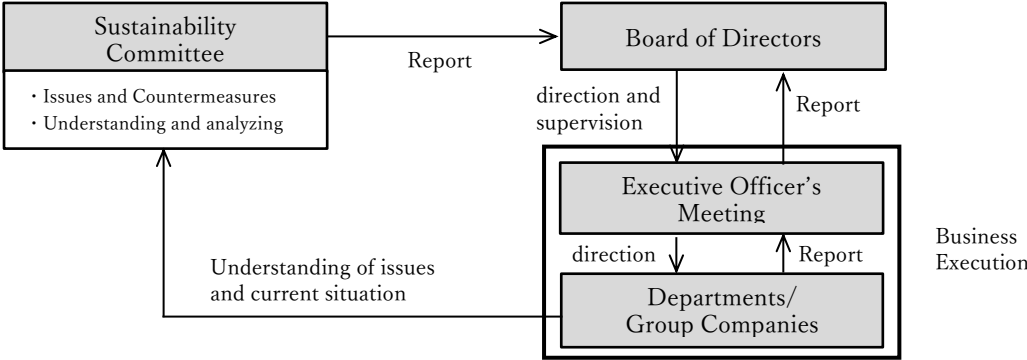 Sustainability
Committee
・Issues and Countermeasures
・Understanding and analyzing
Report
Board of Directors
direction and
supervision
Report
Executive Officer's
Meeting
direction
Report
Departments/
Group Companies
Business
Execution
Understanding of issues
and current situation